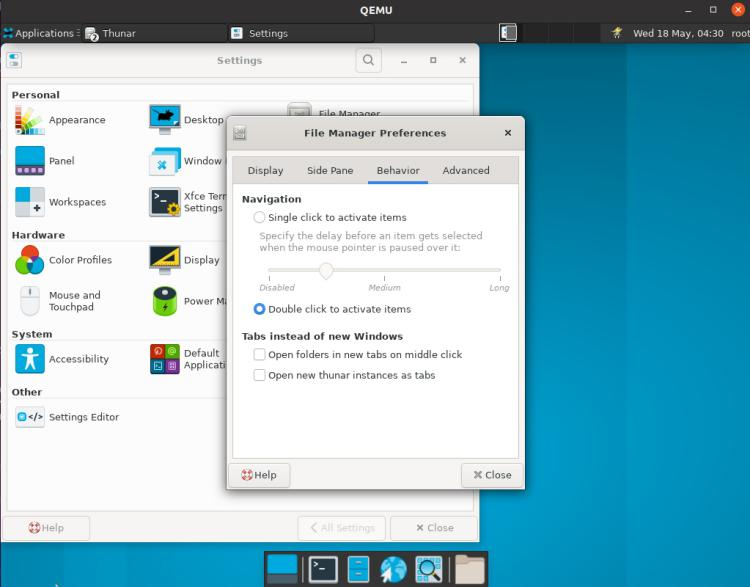 QEMU
Applications
Thunar
Settings
Wed 18 May, 04:30
root
Settings
Personal
Appearance
Desktop
File Manager
Panel
Window
Workspaces
Xfce Ter
Settings
Hardware
Color Profiles
Display
Mouse and
Touchpad
Power Ma
System
Accessibility
Default
Applicati
Other
Settings Editor
Help
All Settings
Close
File Manager Preferences
Display
Side Pane
Behavior
Advanced
Navigation
Single click to activate items
Specify the delay before an item gets selected
when the mouse pointer is paused over it:
Disabled
Medium
Long
Double click to activate items
Tabs instead of new Windows
Open folders in new tabs on middle click
Open new thunar instances as tabs
Help
Close